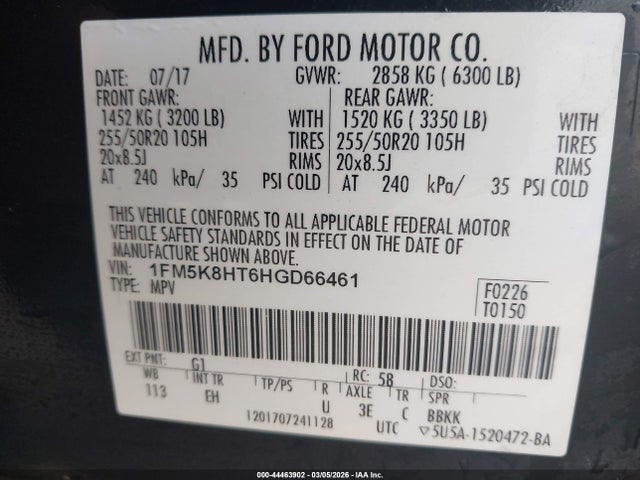 MFD. BY FORD MOTOR CO.
DATE: 07/17 GVWR: 2858 KG ( 6300 LB)
FRONT GAWR: REAR GAWR:
1452 KG ( 3200 LB) WITH 1520 KG ( 3350 LB) WITH
255/50R20 105H TIRES 255/50R20 105H TIRES
20x8.5J RIMS 20x8.5J RIMS
AT 240 kPa/ 35 PSI COLD AT 240 kPa/ 35 PSI COLD
THIS VEHICLE CONFORMS TO ALL APPLICABLE FEDERAL MOTOR
VEHICLE SAFETY STANDARDS IN EFFECT ON THE DATE OF
MANUFACTURE SHOWN ABOVE.
VIN: 1FM5K8HT6HGD66461
TYPE: MPV
F0226
T0150
EXT PNT: G1 RC: 58 DSO:
WB INT TR TP/PS R AXLE TR SPR
113 EH U 3E C BBKK
1201707241128 UTC ▽5U5A-1520472-BA
000-44463902 - 03/05/2026 - IAAI.COM